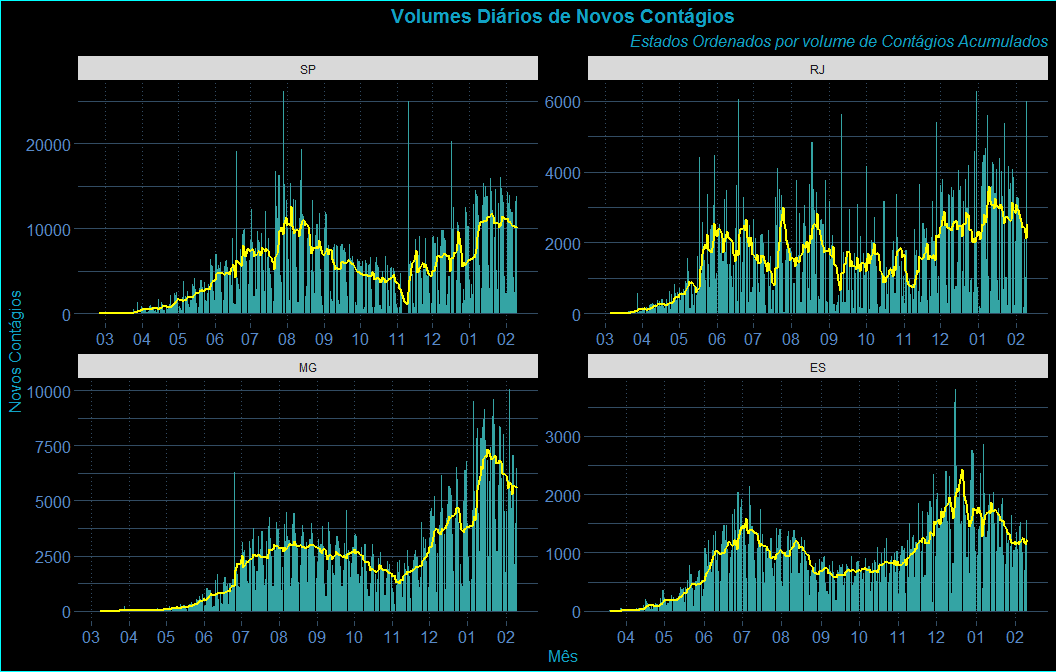 Volumes Diários de Novos Contágios
Estados Ordenados por volume de Contágios Acumulados
Novos Contágios
SP
20000
10000
0
03 04 05 06 07 08 09 10 11 12 01 02
RJ
6000
4000
2000
0
03 04 05 06 07 08 09 10 11 12 01 02
MG
10000
7500
5000
2500
0
03 04 05 06 07 08 09 10 11 12 01 02
ES
3000
2000
1000
0
04 05 06 07 08 09 10 11 12 01 02
Mês